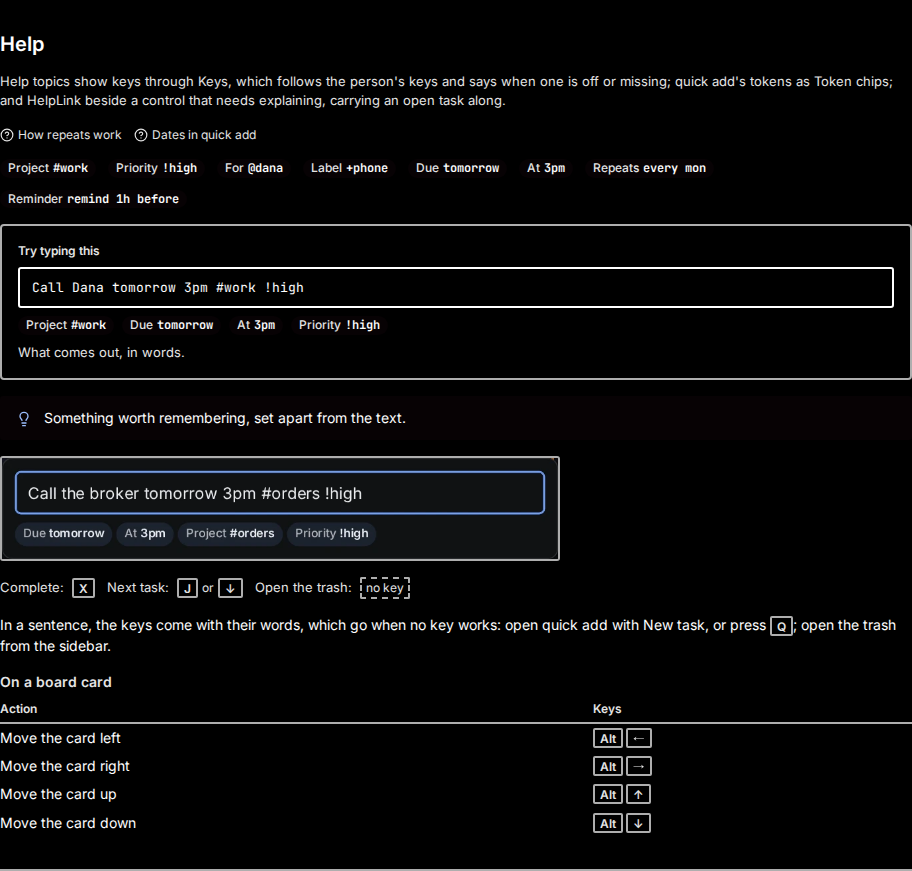 Help
Help topics show keys through Keys, which follows the person's keys and says when one is off or missing; quick add's tokens as Token chips;
and HelpLink beside a control that needs explaining, carrying an open task along.
How repeats work Dates in quick add
Project #work Priority !high For @dana Label +phone Due tomorrow At 3pm Repeats every mon
Reminder remind 1h before
Try typing this
Call Dana tomorrow 3pm #work !high
Project #work Due tomorrow At 3pm Priority !high
What comes out, in words.
Something worth remembering, set apart from the text.
Call the broker tomorrow 3pm #orders !high
Due tomorrow At 3pm Project #orders Priority !high
Complete: X Next task: J or ↓ Open the trash: no key
In a sentence, the keys come with their words, which go when no key works: open quick add with New task, or press Q; open the trash
from the sidebar.
On a board card
Action Keys
Move the card left Alt ←
Move the card right Alt →
Move the card up Alt ↑
Move the card down Alt ↓